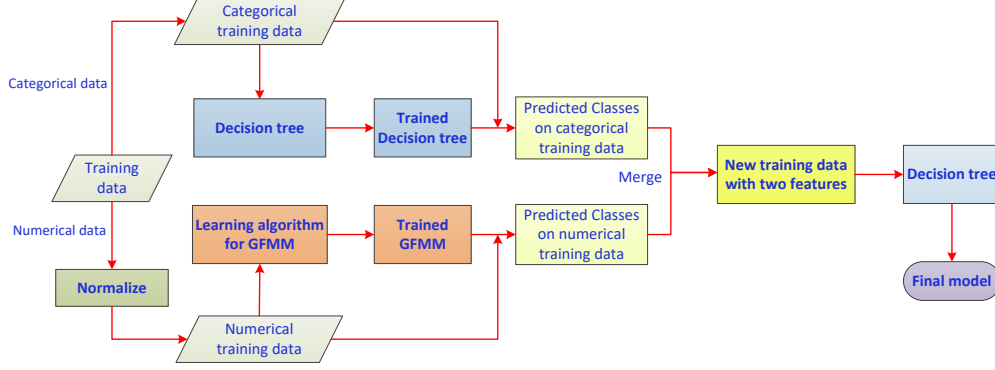 Categorical
training data
Categorical data
Decision tree
Trained
Decision tree
Predicted Classes
on categorical
training data
Training
data
Merge
New training data
with two features
Decision tree
Numerical data
Learning algorithm
for GFMM
Trained
GFMM
Predicted Classes
on numerical
training data
Normalize
Final model
Numerical
training data